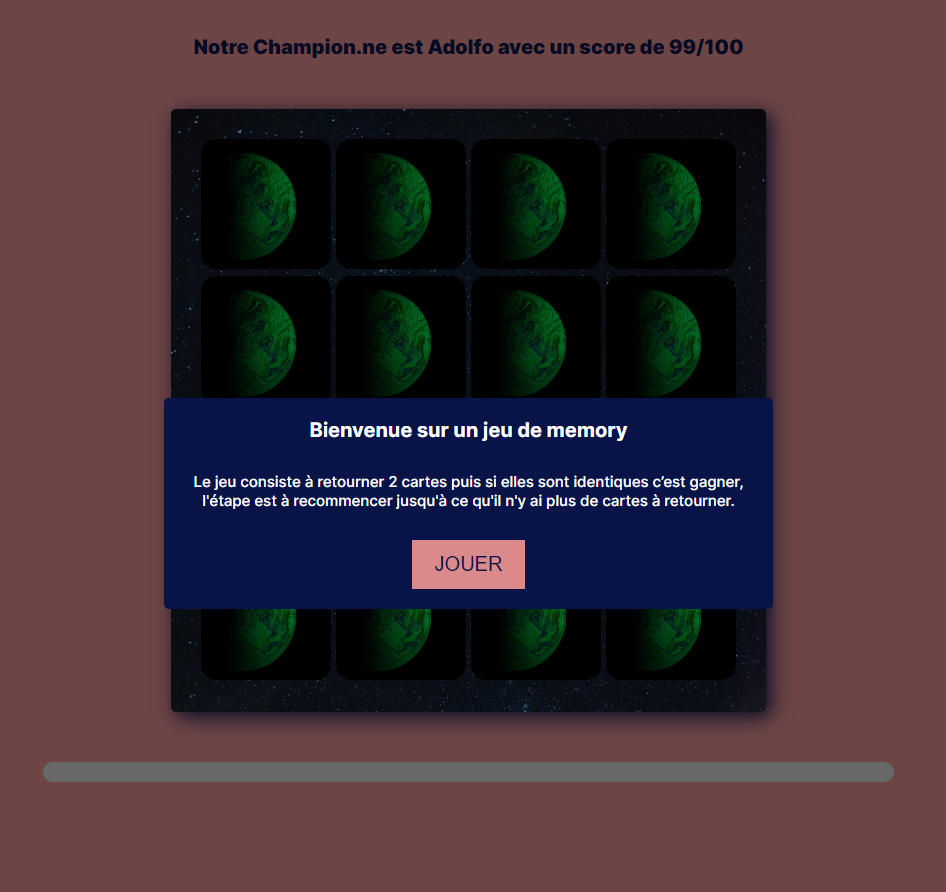 Notre Champion.ne est Adolfo avec un score de 99/100
Bienvenue sur un jeu de memory
Le jeu consiste à retourner 2 cartes puis si elles sont identiques c’est gagner,
l'étape est à recommencer jusqu'à ce qu'il n'y ai plus de cartes à retourner.
JOUER